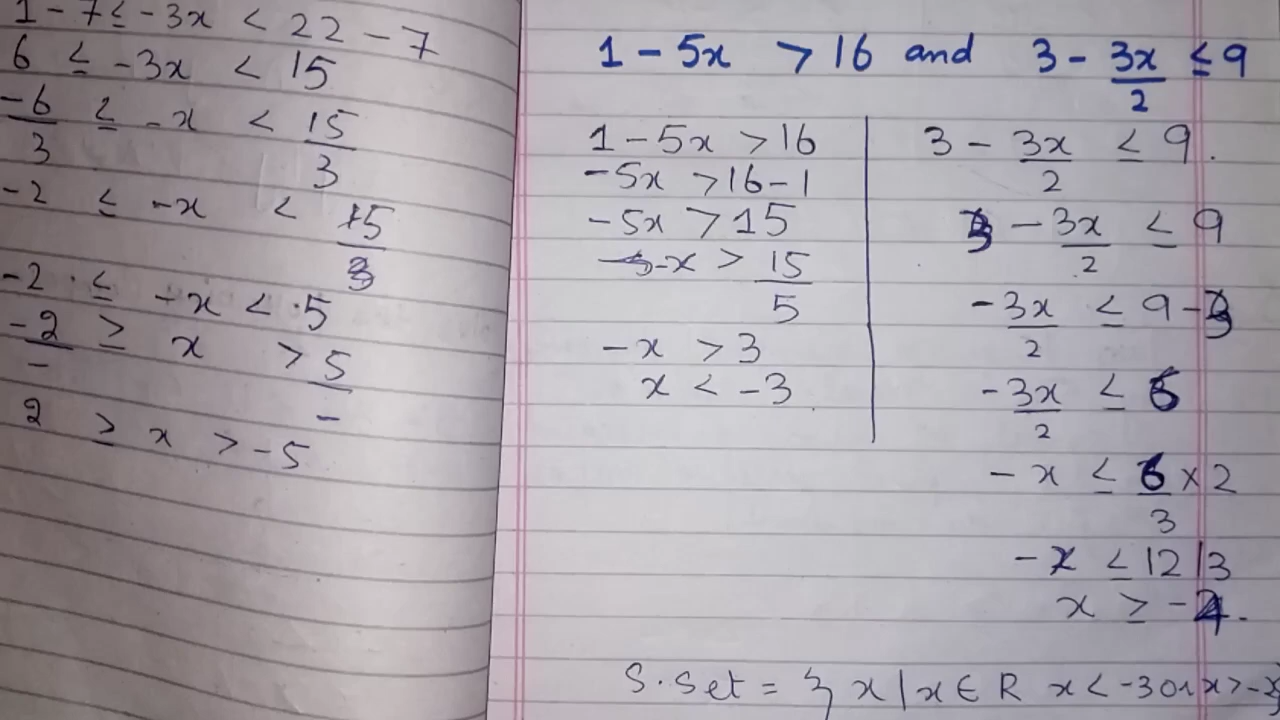 1 - 7 ≤ -3x < 22 - 7
6 ≤ -3x < 15
-6/3 ≤ -x < 15/3
-2 ≤ -x < 15/3
-2 ≤ -x < 5
-2/- ≥ x > 5/-
2 ≥ x > -5
1 - 5x > 16 and 3 - 3x/2 ≤ 9
1 - 5x > 16
-5x > 16 - 1
-5x > 15
-x > 15/5
-x > 3
x < -3
3 - 3x/2 ≤ 9.
3 - 3x/2 ≤ 9
-3x/2 ≤ 9 - 3
-3x/2 ≤ 6
-x ≤ 6/3 × 2
-x ≤ 12/3
x ≥ -4.
S.Set = { x | x ∈ R x < -3 or x > -